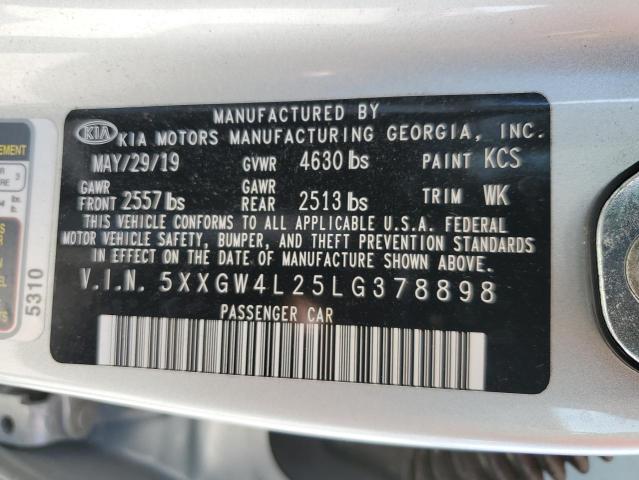 MANUFACTURED BY
KIA KIA MOTORS MANUFACTURING GEORGIA, INC.
MAY/29/19 GVWR 4630 lbs PAINT KCS
GAWR FRONT 2557 lbs GAWR REAR 2513 lbs TRIM WK
THIS VEHICLE CONFORMS TO ALL APPLICABLE U.S.A. FEDERAL
MOTOR VEHICLE SAFETY, BUMPER, AND THEFT PREVENTION STANDARDS
IN EFFECT ON THE DATE OF MANUFACTURE SHOWN ABOVE.
V.I.N. 5XXGW4L25LG378898
PASSENGER CAR
5310